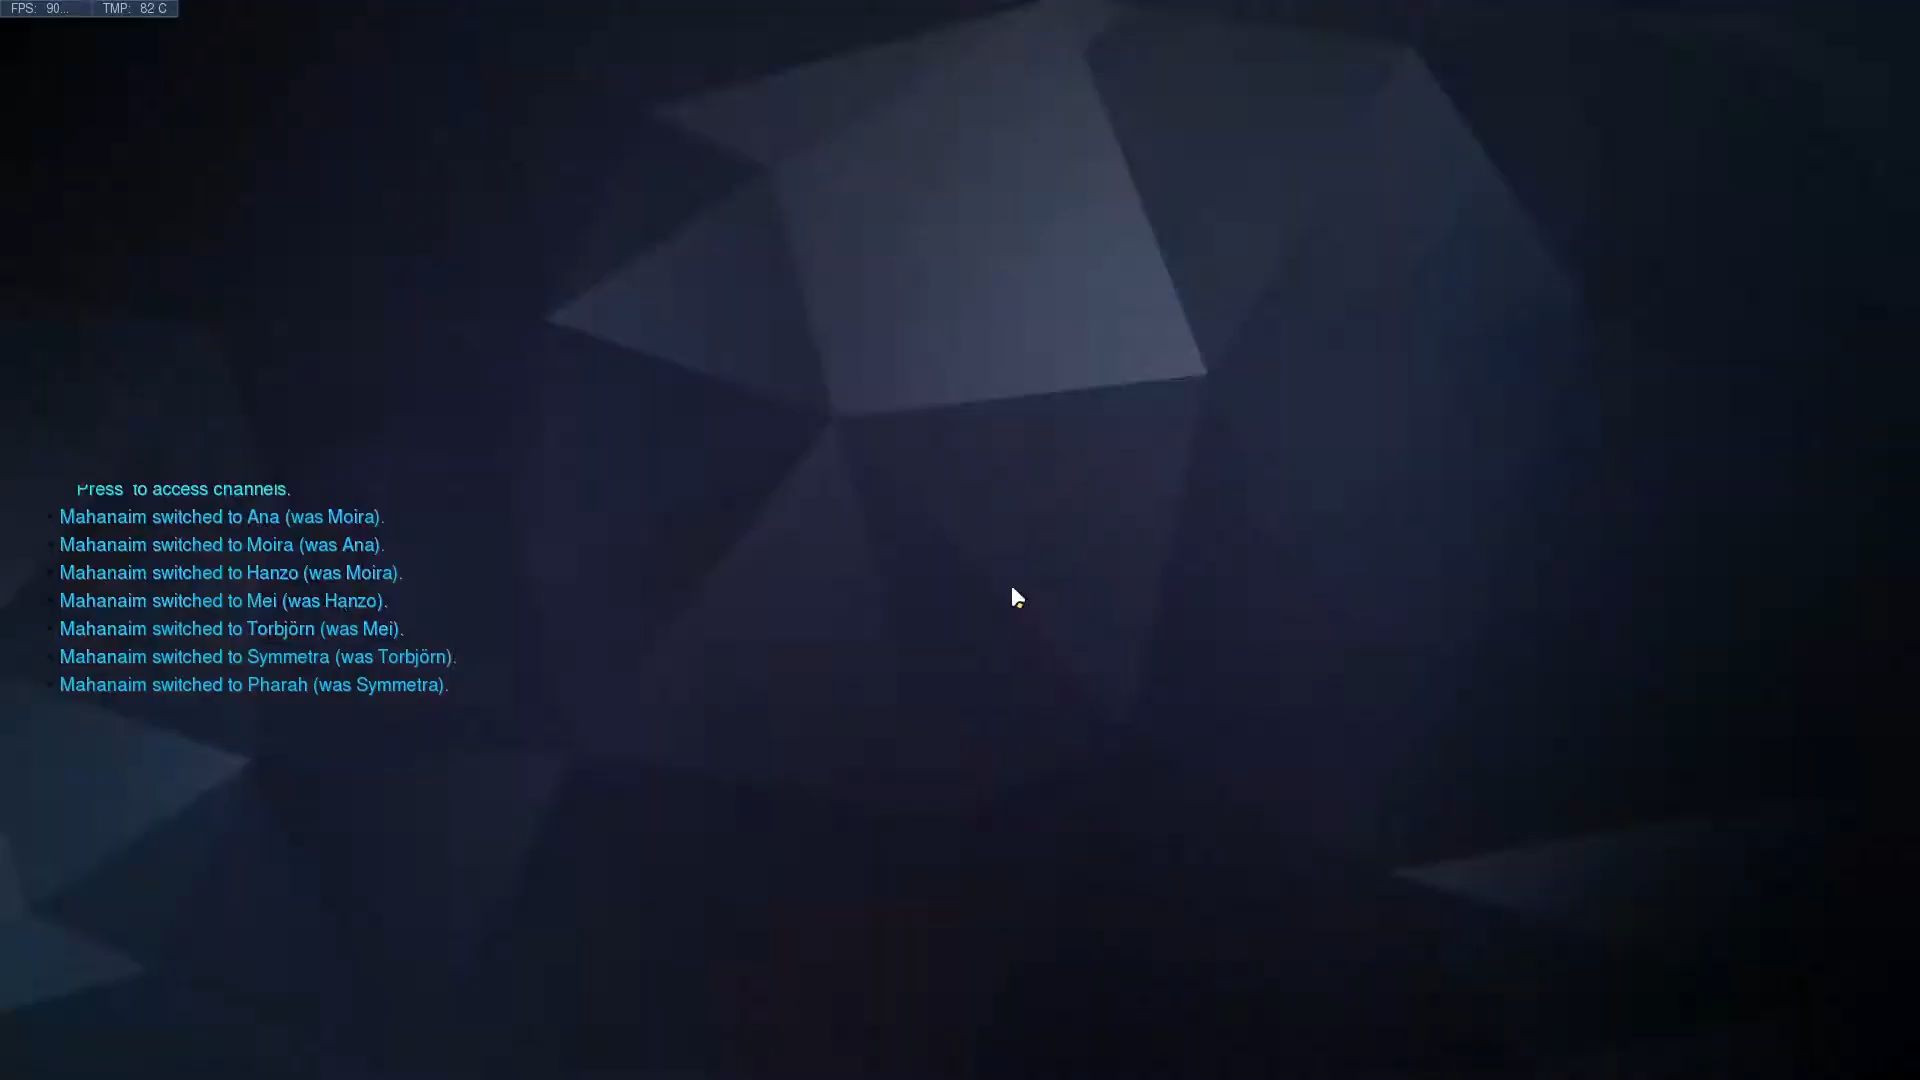 FPS: 90... TMP: 82 C
Press to access channels.
Mahanaim switched to Ana (was Moira).
Mahanaim switched to Moira (was Ana).
Mahanaim switched to Hanzo (was Moira).
Mahanaim switched to Mei (was Hanzo).
Mahanaim switched to Torbjörn (was Mei).
Mahanaim switched to Symmetra (was Torbjörn).
Mahanaim switched to Pharah (was Symmetra).